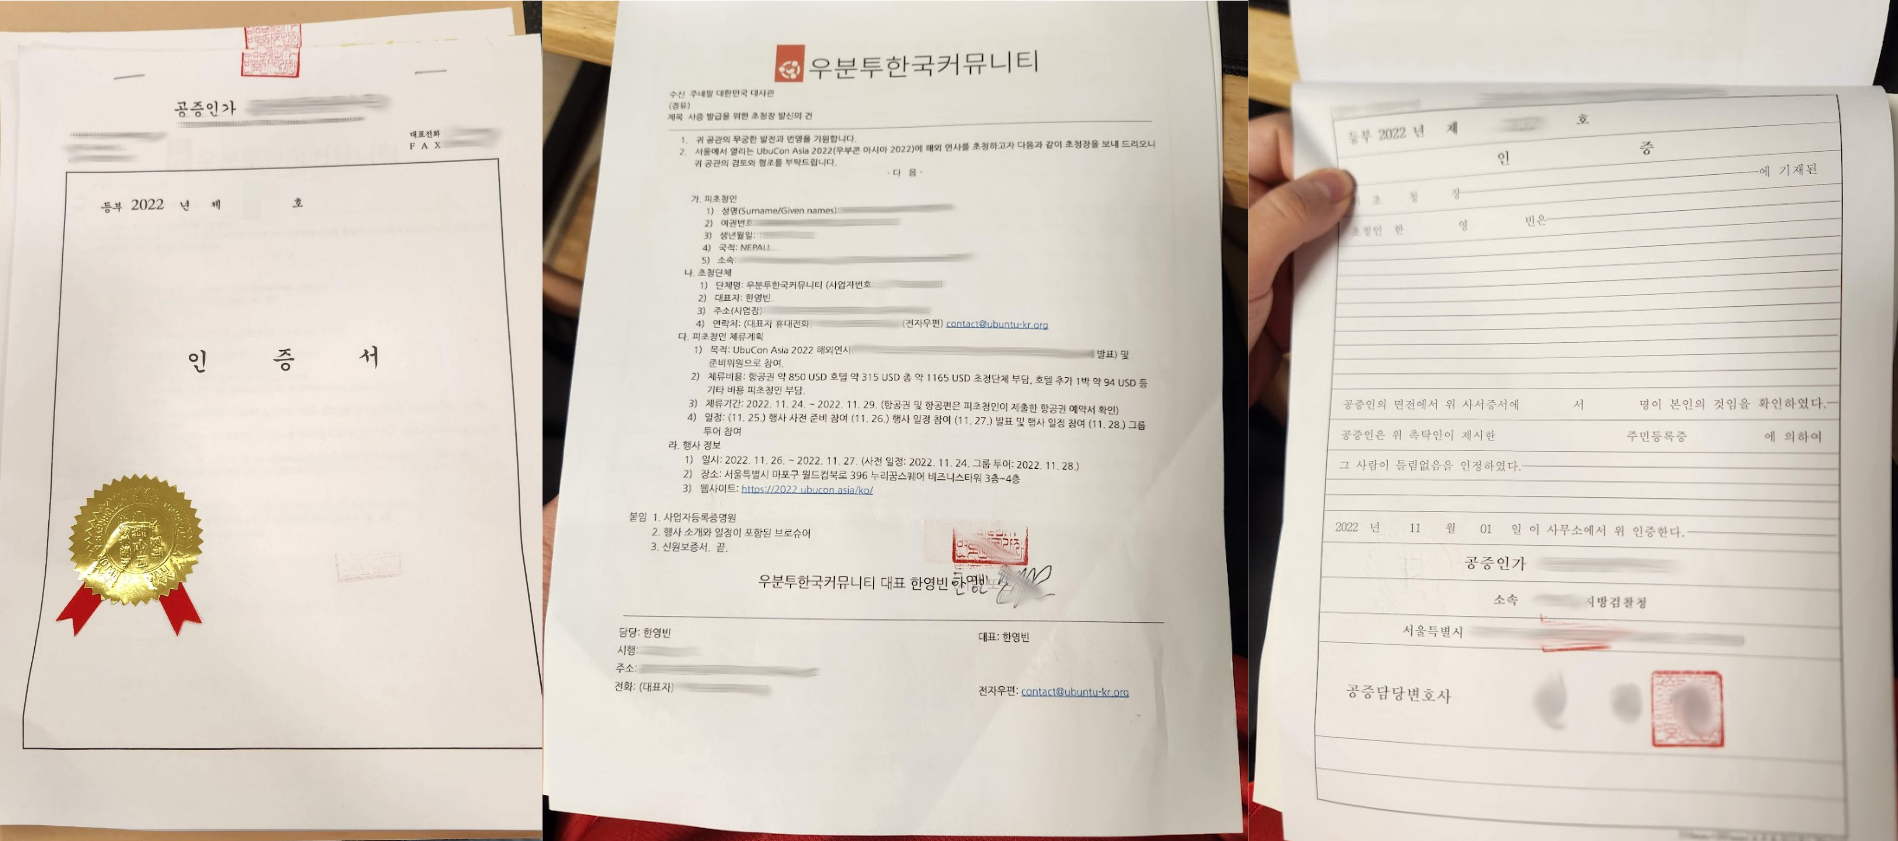 공증인가
대표전화
F A X
등부 2022 년 제 호
인 증 서
우분투한국커뮤니티
수신 주네팔 대한민국 대사관
(경유)
제목 사증 발급을 위한 초청장 발신의 건
1. 귀 공관의 무궁한 발전과 번영을 기원합니다.
2. 서울에서 열리는 UbuCon Asia 2022(우부콘 아시아 2022)에 해외 연사를 초청하고자 다음과 같이 초청장을 보내 드리오니
귀 공관의 검토와 협조를 부탁드립니다.
- 다 음 -
가. 피초청인
1) 성명(Surname/Given names):
2) 여권번호
3) 생년월일:
4) 국적: NEPALI
5) 소속:
나. 초청단체
1) 단체명: 우분투한국커뮤니티 (사업자번호
2) 대표자: 한영빈
3) 주소(사업장)
4) 연락처: (대표자 휴대전화) (전자우편) contact@ubuntu-kr.org
다. 피초청인 체류계획
1) 목적: UbuCon Asia 2022 해외연사 발표) 및
준비위원으로 참여.
2) 체류비용: 항공권 약 850 USD 호텔 약 315 USD 총 약 1165 USD 초청단체 부담, 호텔 추가 1박 약 94 USD 등
기타 비용 피초청인 부담.
3) 체류기간: 2022. 11. 24. ~ 2022. 11. 29. (항공권 및 항공편은 피초청인이 제출한 항공권 예약서 확인)
4) 일정: (11. 25.) 행사 사전 준비 참여 (11. 26.) 행사 일정 참여 (11. 27.) 발표 및 행사 일정 참여 (11. 28.) 그룹
투어 참여
라. 행사 정보
1) 일시: 2022. 11. 26. ~ 2022. 11. 27. (사전 일정: 2022. 11. 24. 그룹 투어: 2022. 11. 28.)
2) 장소: 서울특별시 마포구 월드컵북로 396 누리꿈스퀘어 비즈니스타워 3층~4층
3) 웹사이트: https://2022.ubucon.asia/ko/
붙임 1. 사업자등록증명원
2. 행사 소개와 일정이 포함된 브로슈어
3. 신원보증서. 끝.
우분투한국커뮤니티 대표 한영빈 한영빈
담당: 한영빈 대표: 한영빈
시행:
주소:
전화: (대표자) 전자우편: contact@ubuntu-kr.org
등부 2022 년 제 호
인 증
초 청 장 에 기재된
초청인 한 영 빈은
공증인의 면전에서 위 사서증서에 서 명이 본인의 것임을 확인하였다.
공증인은 위 촉탁인이 제시한 주민등록증 에 의하여
그 사람이 틀림없음을 인정하였다.
2022 년 11 월 01 일 이 사무소에서 위 인증한다.
공증인가
소속 지방검찰청
서울특별시
공증담당변호사